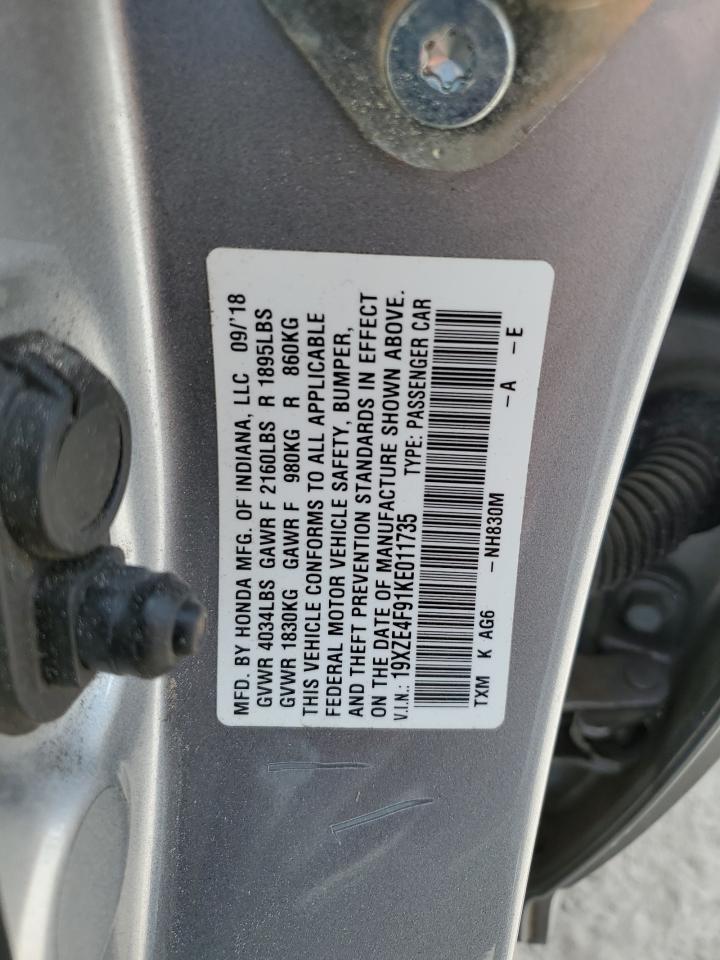 MFD. BY HONDA MFG. OF INDIANA, LLC 09/'18
GVWR 4034LBS GAWR F 2160LBS R 1895LBS
GVWR 1830KG GAWR F 980KG R 860KG
THIS VEHICLE CONFORMS TO ALL APPLICABLE
FEDERAL MOTOR VEHICLE SAFETY, BUMPER,
AND THEFT PREVENTION STANDARDS IN EFFECT
ON THE DATE OF MANUFACTURE SHOWN ABOVE.
V.I.N.: 19XZE4F91KE011735 TYPE: PASSENGER CAR
TXM K AG6 -NH830M -A -E